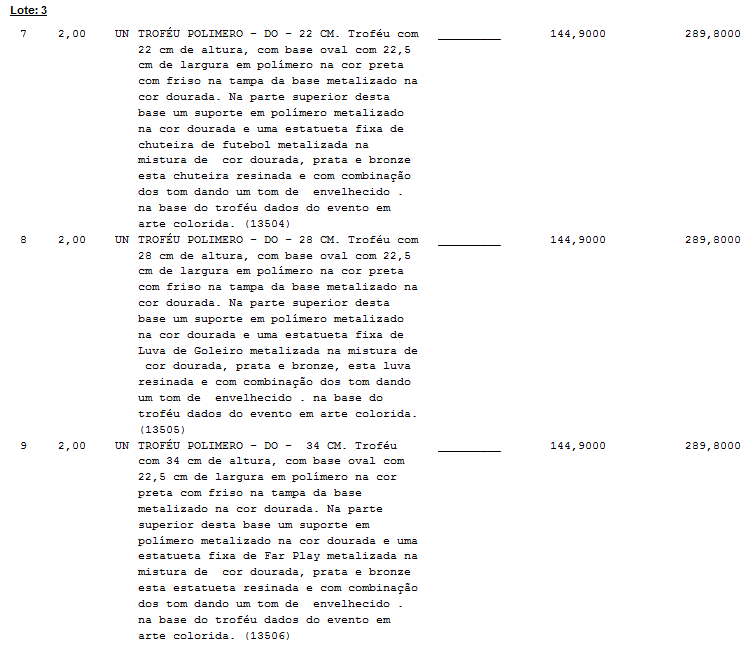 Lote: 3
7 2,00 UN TROFÉU POLIMERO - DO - 22 CM. Troféu com __________ 144,9000 289,8000
22 cm de altura, com base oval com 22,5
cm de largura em polímero na cor preta
com friso na tampa da base metalizado na
cor dourada. Na parte superior desta
base um suporte em polímero metalizado
na cor dourada e uma estatueta fixa de
chuteira de futebol metalizada na
mistura de  cor dourada, prata e bronze
esta chuteira resinada e com combinação
dos tom dando um tom de  envelhecido .
na base do troféu dados do evento em
arte colorida. (13504)
8 2,00 UN TROFÉU POLIMERO - DO - 28 CM. Troféu com __________ 144,9000 289,8000
28 cm de altura, com base oval com 22,5
cm de largura em polímero na cor preta
com friso na tampa da base metalizado na
cor dourada. Na parte superior desta
base um suporte em polímero metalizado
na cor dourada e uma estatueta fixa de
Luva de Goleiro metalizada na mistura de
cor dourada, prata e bronze, esta luva
resinada e com combinação dos tom dando
um tom de  envelhecido . na base do
troféu dados do evento em arte colorida.
(13505)
9 2,00 UN TROFÉU POLIMERO - DO -  34 CM. Troféu __________ 144,9000 289,8000
com 34 cm de altura, com base oval com
22,5 cm de largura em polímero na cor
preta com friso na tampa da base
metalizado na cor dourada. Na parte
superior desta base um suporte em
polímero metalizado na cor dourada e uma
estatueta fixa de Far Play metalizada na
mistura de  cor dourada, prata e bronze
esta estatueta resinada e com combinação
dos tom dando um tom de  envelhecido .
na base do troféu dados do evento em
arte colorida. (13506)